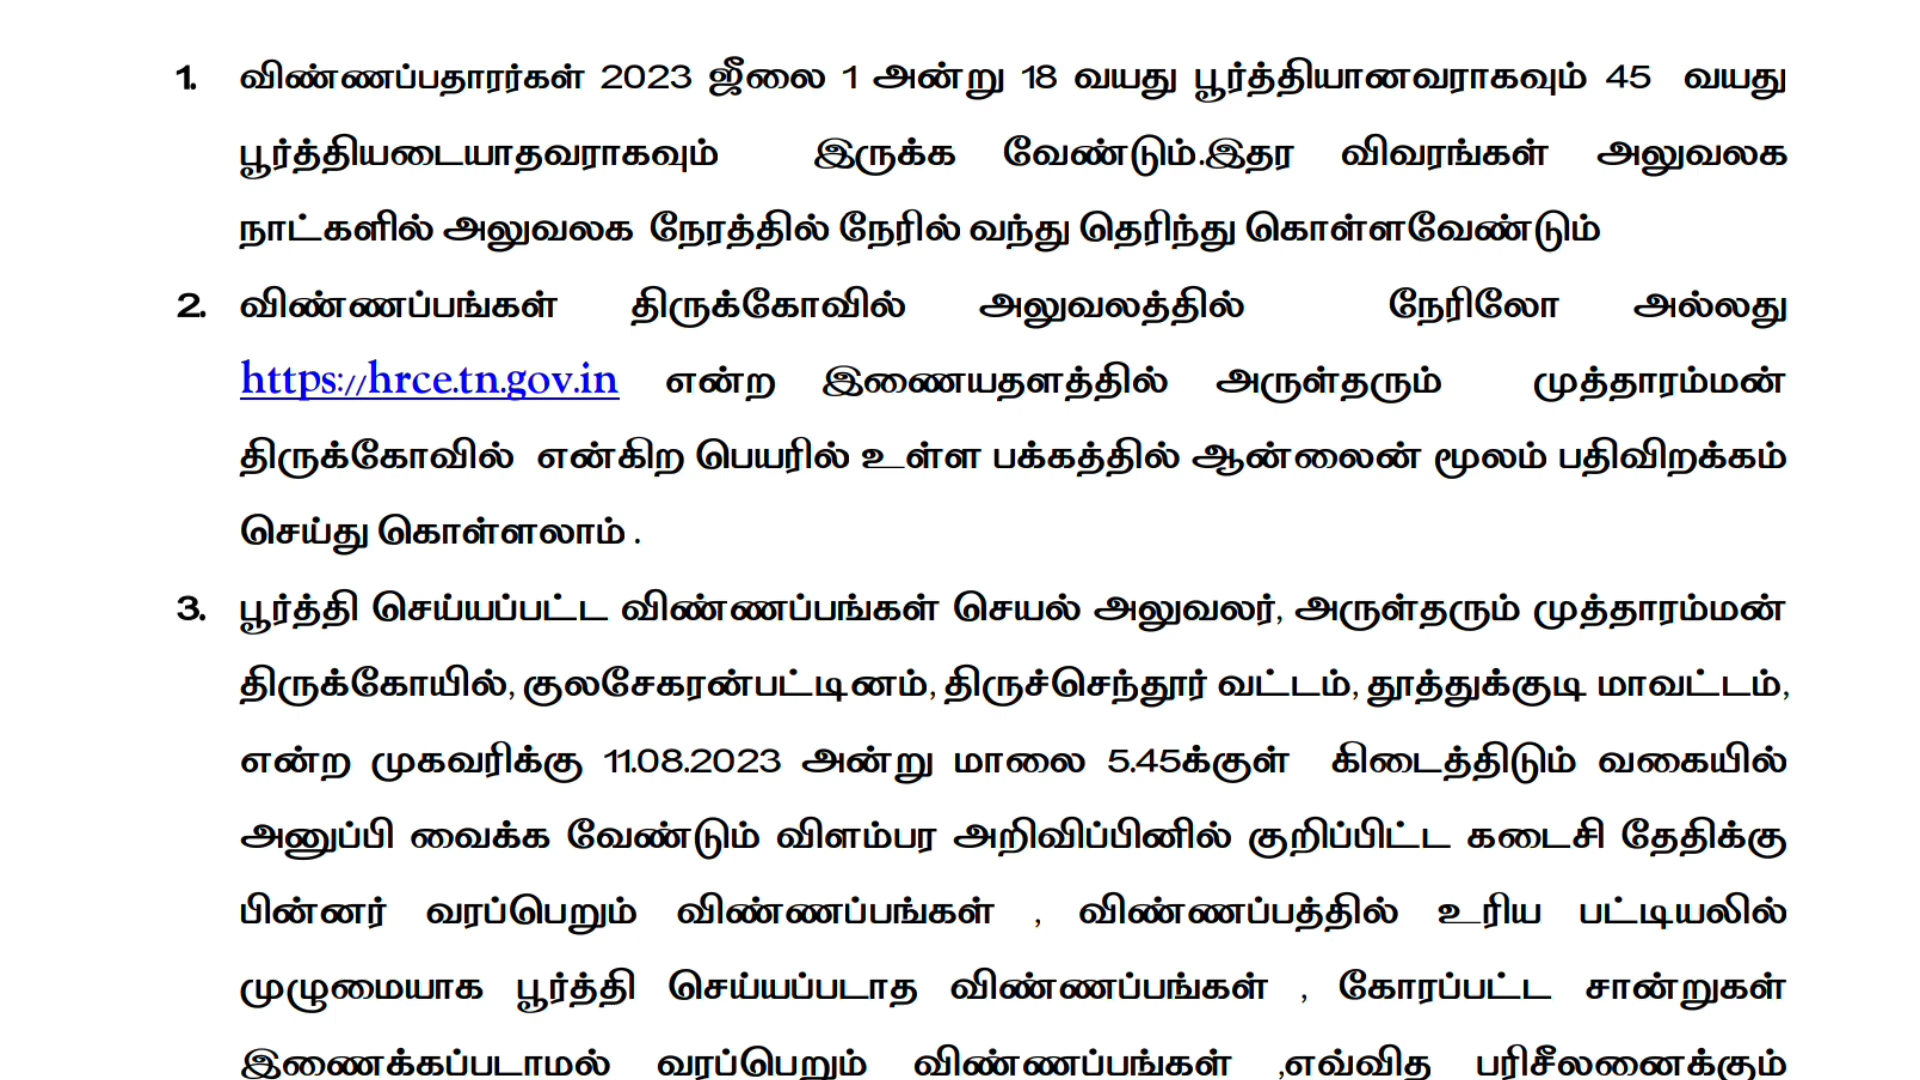 1. விண்ணப்பதாரர்கள் 2023 ஜீலை 1 அன்று 18 வயது பூர்த்தியானவராகவும் 45 வயது
பூர்த்தியடையாதவராகவும் இருக்க வேண்டும்.இதர விவரங்கள் அலுவலக
நாட்களில் அலுவலக நேரத்தில் நேரில் வந்து தெரிந்து கொள்ளவேண்டும்
2. விண்ணப்பங்கள் திருக்கோவில் அலுவலத்தில் நேரிலோ அல்லது
https://hrce.tn.gov.in என்ற இணையதளத்தில் அருள்தரும் முத்தாரம்மன்
திருக்கோவில் என்கிற பெயரில் உள்ள பக்கத்தில் ஆன்லைன் மூலம் பதிவிறக்கம்
செய்து கொள்ளலாம் .
3. பூர்த்தி செய்யப்பட்ட விண்ணப்பங்கள் செயல் அலுவலர், அருள்தரும் முத்தாரம்மன்
திருக்கோயில், குலசேகரன்பட்டினம், திருச்செந்தூர் வட்டம், தூத்துக்குடி மாவட்டம்,
என்ற முகவரிக்கு 11.08.2023 அன்று மாலை 5.45க்குள் கிடைத்திடும் வகையில்
அனுப்பி வைக்க வேண்டும் விளம்பர அறிவிப்பினில் குறிப்பிட்ட கடைசி தேதிக்கு
பின்னர் வரப்பெறும் விண்ணப்பங்கள் , விண்ணப்பத்தில் உரிய பட்டியலில்
முழுமையாக பூர்த்தி செய்யப்படாத விண்ணப்பங்கள் , கோரப்பட்ட சான்றுகள்
இணைக்கப்படாமல் வரப்பெறும் விண்ணப்பங்கள் ,எவ்வித பரிசீலனைக்கும்